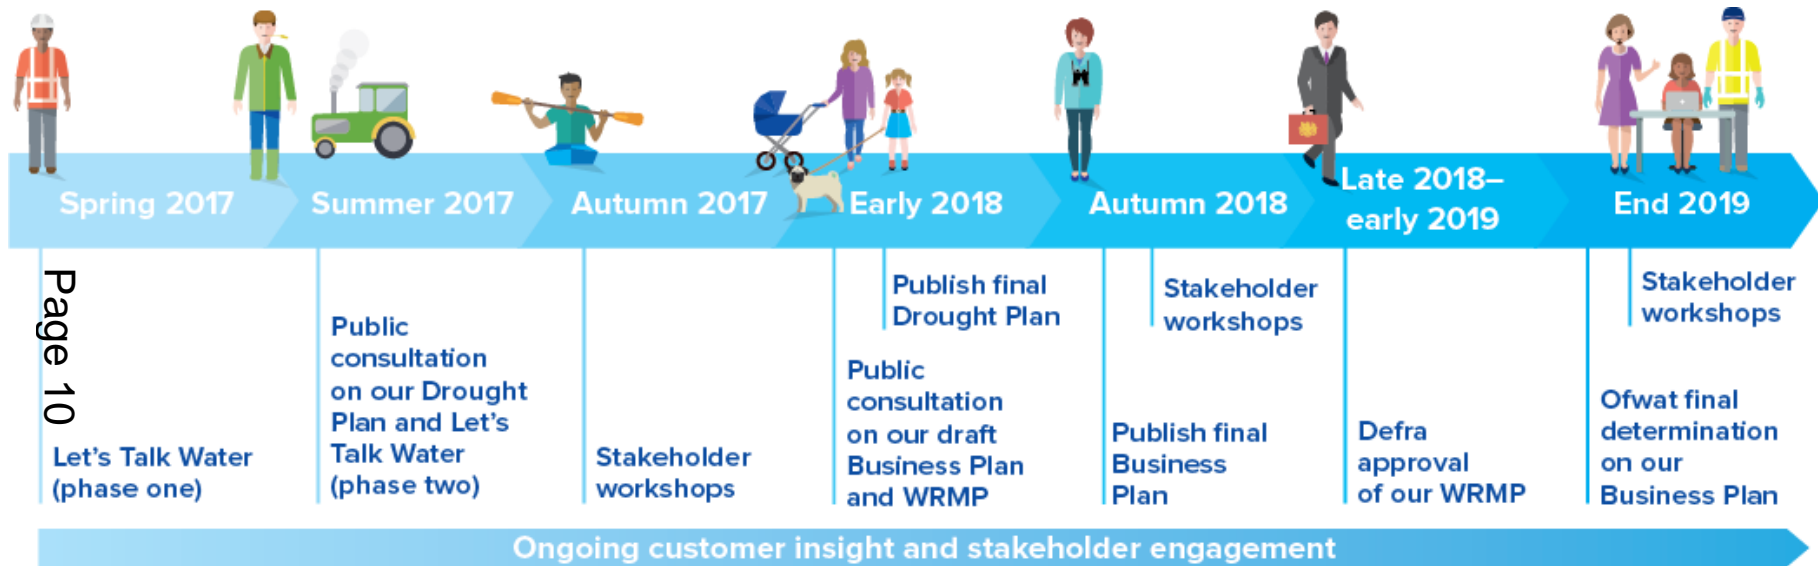 Spring 2017
Summer 2017
Autumn 2017
Early 2018
Autumn 2018
Late 2018–
early 2019
End 2019
Page 10
Let's Talk Water
(phase one)
Public
consultation
on our Drought
Plan and Let's
Talk Water
(phase two)
Stakeholder
workshops
Publish final
Drought Plan
Public
consultation
on our draft
Business Plan
and WRMP
Stakeholder
workshops
Publish final
Business
Plan
Defra
approval
of our WRMP
Stakeholder
workshops
Ofwat final
determination
on our
Business Plan
Ongoing customer insight and stakeholder engagement